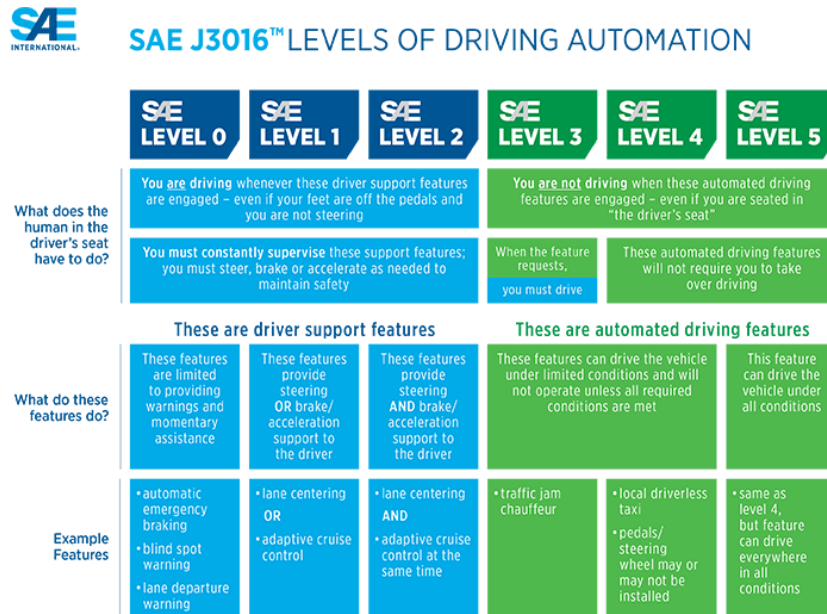 SAE
INTERNATIONAL®
SAE J3016™ LEVELS OF DRIVING AUTOMATION
SAE
LEVEL 0
SAE
LEVEL 1
SAE
LEVEL 2
SAE
LEVEL 3
SAE
LEVEL 4
SAE
LEVEL 5
What does the
human in the
driver's seat
have to do?
You are driving whenever these driver support features
are engaged – even if your feet are off the pedals and
you are not steering
You are not driving when these automated driving
features are engaged – even if you are seated in
"the driver's seat"
You must constantly supervise these support features;
you must steer, brake or accelerate as needed to
maintain safety
When the feature
requests,
you must drive
These automated driving features
will not require you to take
over driving
These are driver support features
These are automated driving features
What do these
features do?
These features
are limited
to providing
warnings and
momentary
assistance
These features
provide
steering
OR brake/
acceleration
support to
the driver
These features
provide
steering
AND brake/
acceleration
support to
the driver
These features can drive the vehicle
under limited conditions and will
not operate unless all required
conditions are met
This feature
can drive the
vehicle under
all conditions
Example
Features
•automatic
emergency
braking
•blind spot
warning
•lane departure
warning
•lane centering
OR
•adaptive cruise
control
•lane centering
AND
•adaptive cruise
control at the
same time
•traffic jam
chauffeur
•local driverless
taxi
•pedals/
steering
wheel may or
may not be
installed
•same as
level 4,
but feature
can drive
everywhere
in all
conditions